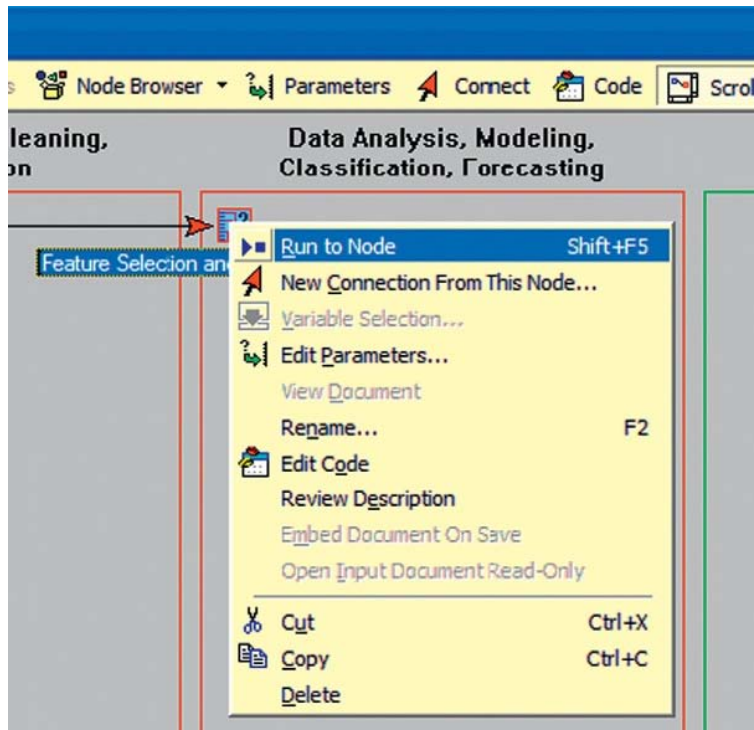 s Node Browser Parameters Connect Code Scrol
leaning,
on
Data Analysis, Modeling,
Classification, Forecasting
Feature Selection an
Run to Node Shift+F5
New Connection From This Node...
Variable Selection...
Edit Parameters...
View Document
Rename... F2
Edit Code
Review Description
Embed Document On Save
Open Input Document Read-Only
Cut Ctrl+X
Copy Ctrl+C
Delete